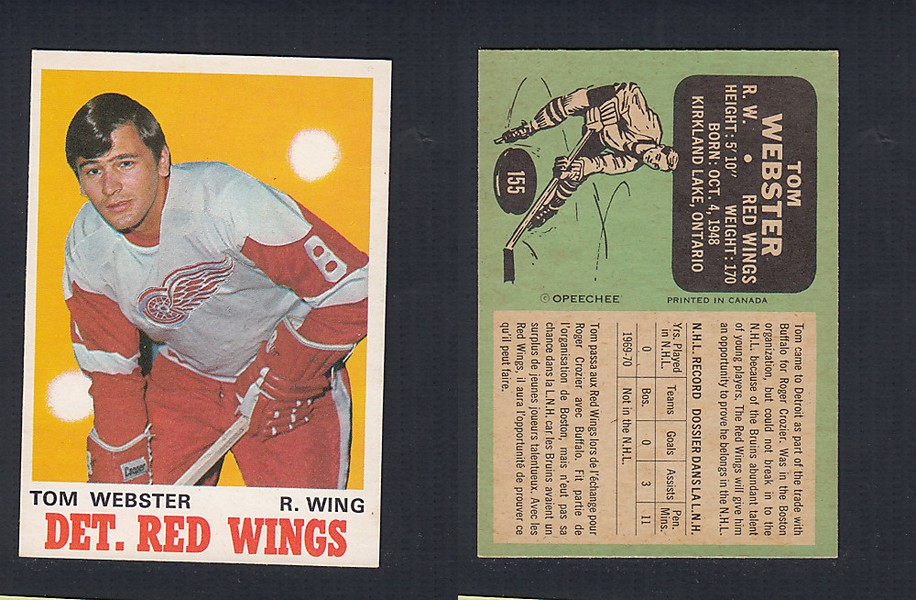 8
Cooper
TOM WEBSTER R. WING
DET. RED WINGS
TOM
WEBSTER
R. W. • RED WINGS
HEIGHT: 5' 10" WEIGHT: 170
BORN: OCT. 4, 1948
KIRKLAND LAKE, ONTARIO
155
© OPEECHEE
PRINTED IN CANADA
Tom came to Detroit as part of the trade with
Buffalo for Roger Crozier. Was in the Boston
organization, but could not break in to the
N.H.L. because of the Bruins abundant talent
of young players. The Red Wings will give him
an opportunity to prove he belongs in the N.H.L.
N.H.L. RECORD DOSSIER DANS LA L.N.H.
Yrs. Played in N.H.L. Teams Goals Assists Pen. Mins.
0 Bos. 0 3 11
1969-70 Not in the N.H.L.
Tom passa aux Red Wings lors de l'échange pour
Roger Crozier avec Buffalo. Fit partie de
l'organisation de Boston, mais n'eut pas sa
chance dans la L.N.H. car les Bruins avaient un
surplus de jeunes joueurs talentueux. Avec les
Red Wings, il aura l'opportunité de prouver ce
qu'il peut faire.